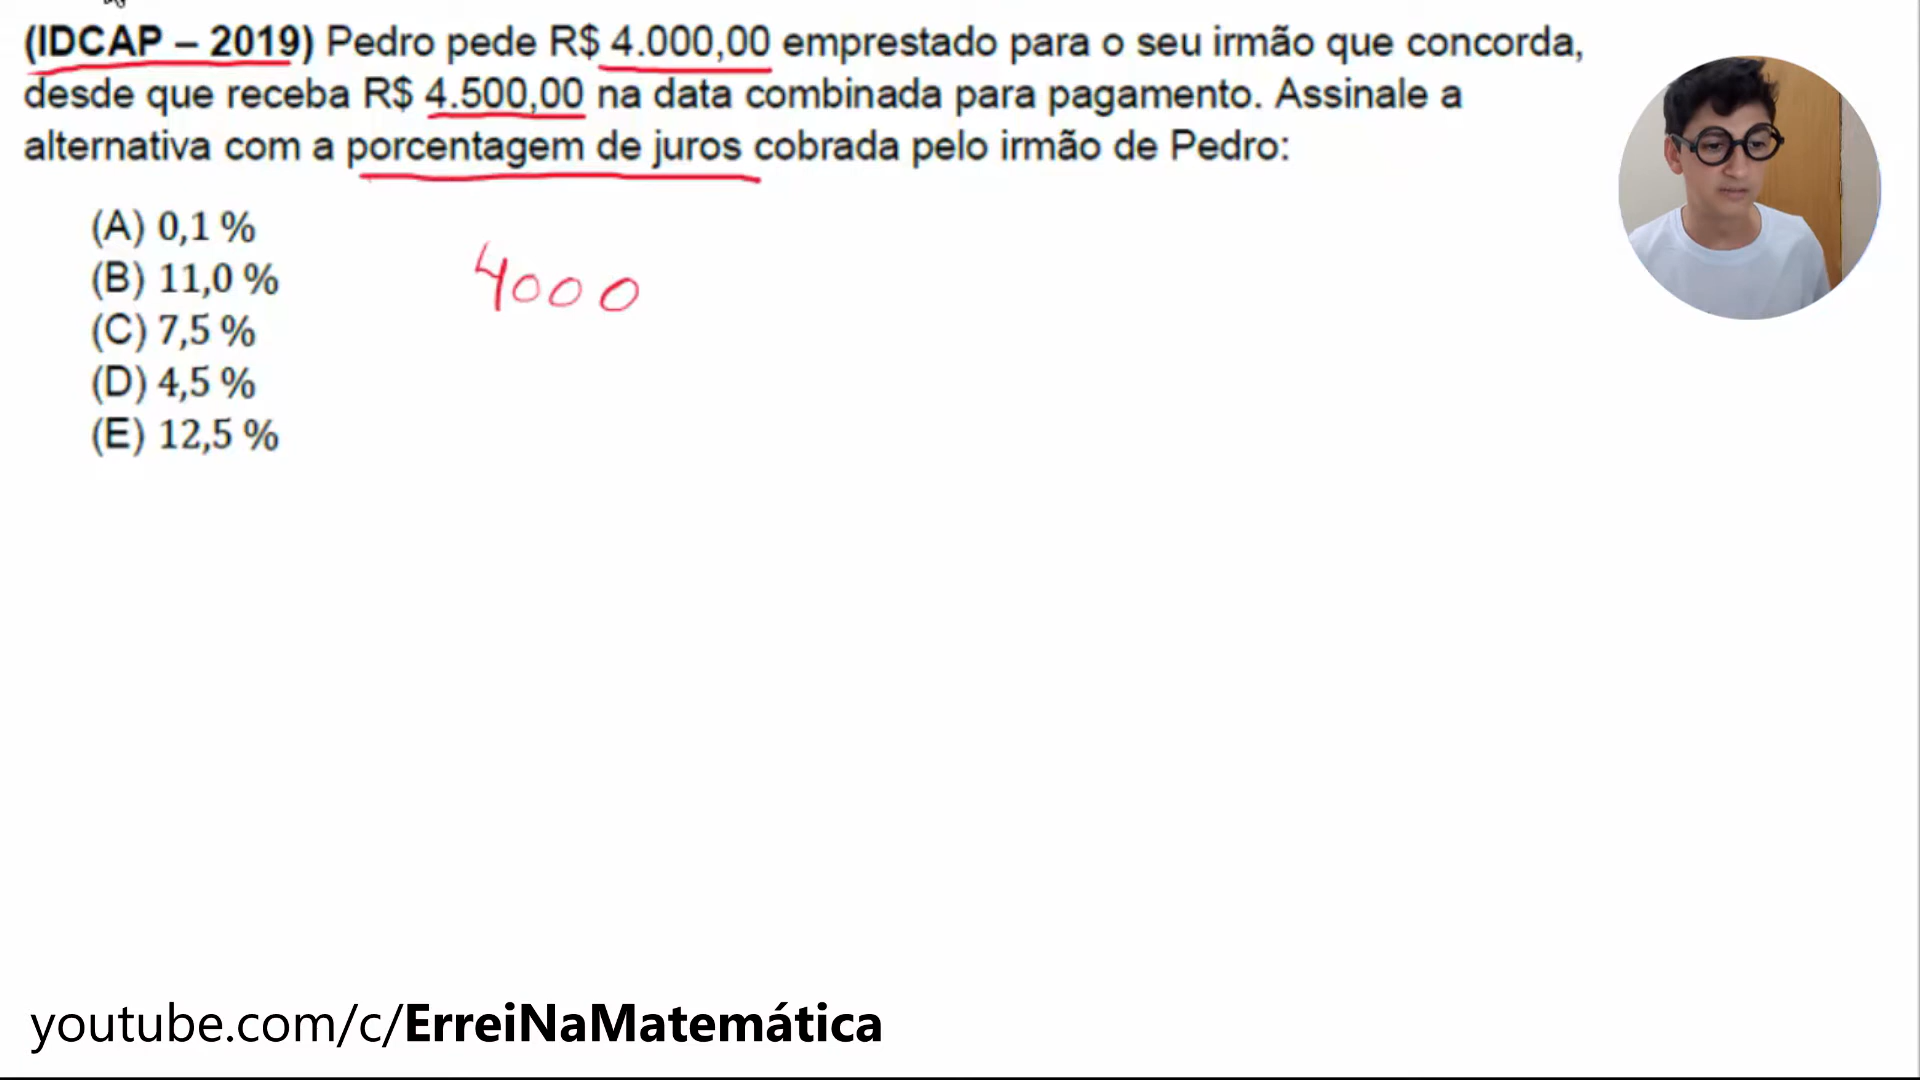 (IDCAP – 2019) Pedro pede R$ 4.000,00 emprestado para o seu irmão que concorda,
desde que receba R$ 4.500,00 na data combinada para pagamento. Assinale a
alternativa com a porcentagem de juros cobrada pelo irmão de Pedro:
(A) 0,1 %
(B) 11,0 %
(C) 7,5 %
(D) 4,5 %
(E) 12,5 %
4000
youtube.com/c/ErreiNaMatemática